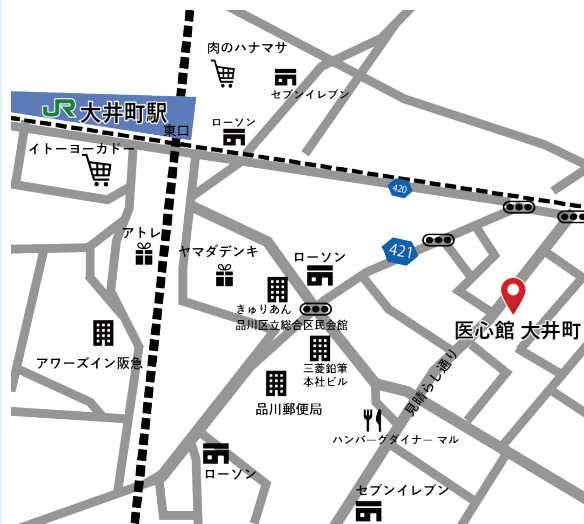 肉のハナマサ
セブンイレブン
JR 大井町駅
東口
ローソン
イトーヨーカドー
420
アトレ
ヤマダデンキ
ローソン
421
きゅりあん
品川区立総合区民会館
医心館 大井町
アワーズイン阪急
三菱鉛筆
本社ビル
見晴らし通り
品川郵便局
ハンバーグダイナー マル
ローソン
セブンイレブン